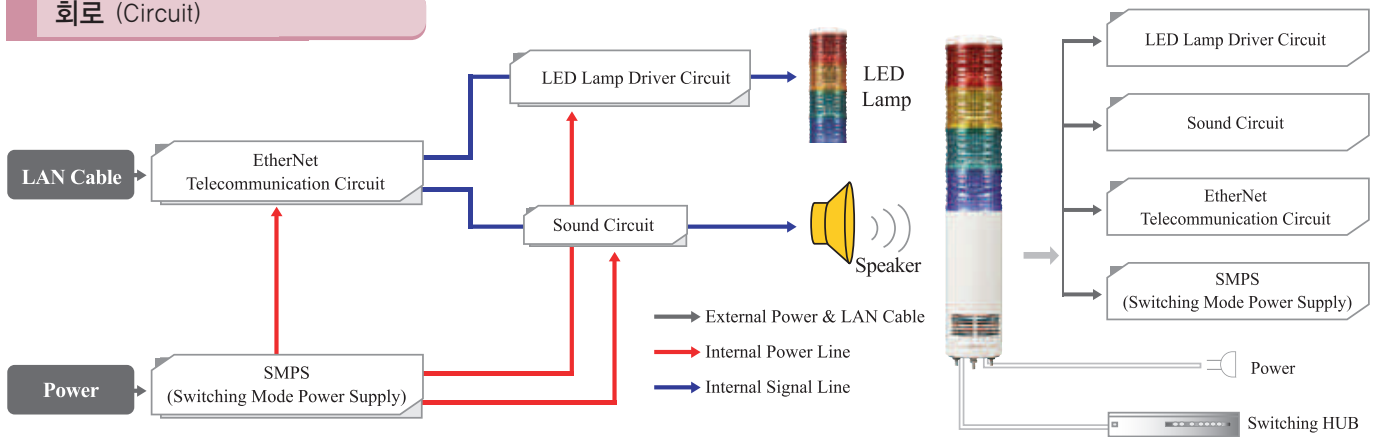 회로 (Circuit)
LED Lamp Driver Circuit
LED
Lamp
LAN Cable
EtherNet
Telecommunication Circuit
Sound Circuit
Speaker
Power
SMPS
(Switching Mode Power Supply)
External Power & LAN Cable
Internal Power Line
Internal Signal Line
LED Lamp Driver Circuit
Sound Circuit
EtherNet
Telecommunication Circuit
SMPS
(Switching Mode Power Supply)
Power
Switching HUB